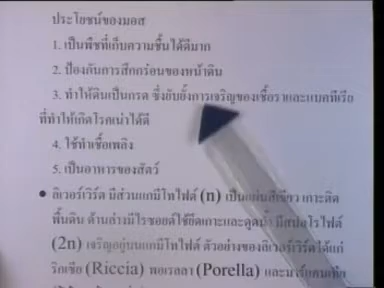 ประโยชน์ของมอส
1. เป็นพืชที่เก็บความชื้นได้ดีมาก
2. ป้องกันการสึกกร่อนของหน้าดิน
3. ทำให้ดินเป็นกรด ซึ่งยับยั้งการเจริญของเชื้อราและแบคทีเรีย
ที่ทำให้เกิดโรคเน่าได้ดี
4. ใช้ทำเชื้อเพลิง
5. เป็นอาหารของสัตว์
• ลิเวอร์เวิร์ต มีส่วนแกมีโทไฟต์ (n) เป็นแผ่นสีเขียว เกาะติด
พื้นดิน ด้านล่างมีไรซอยด์ใช้ยึดเกาะและดูดน้ำ มีสปอโรไฟต์
(2n) เจริญอยู่บนแกมีโทไฟต์ ตัวอย่างของลิเวอร์เวิร์ตได้แก่
ริกเซีย (Riccia) พอเรลลา (Porella)